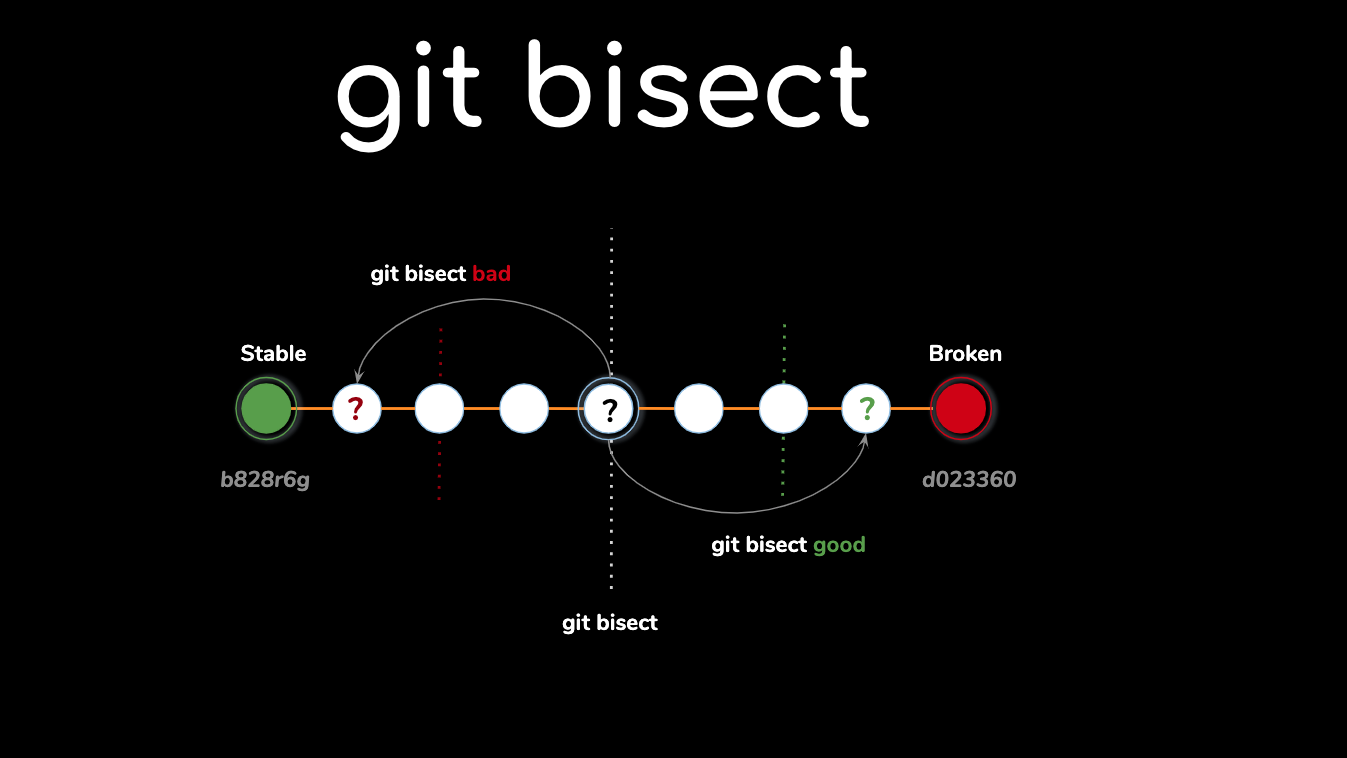 git bisect
git bisect bad
Stable
Broken
?
?
?
b828r6g
d023360
git bisect good
git bisect